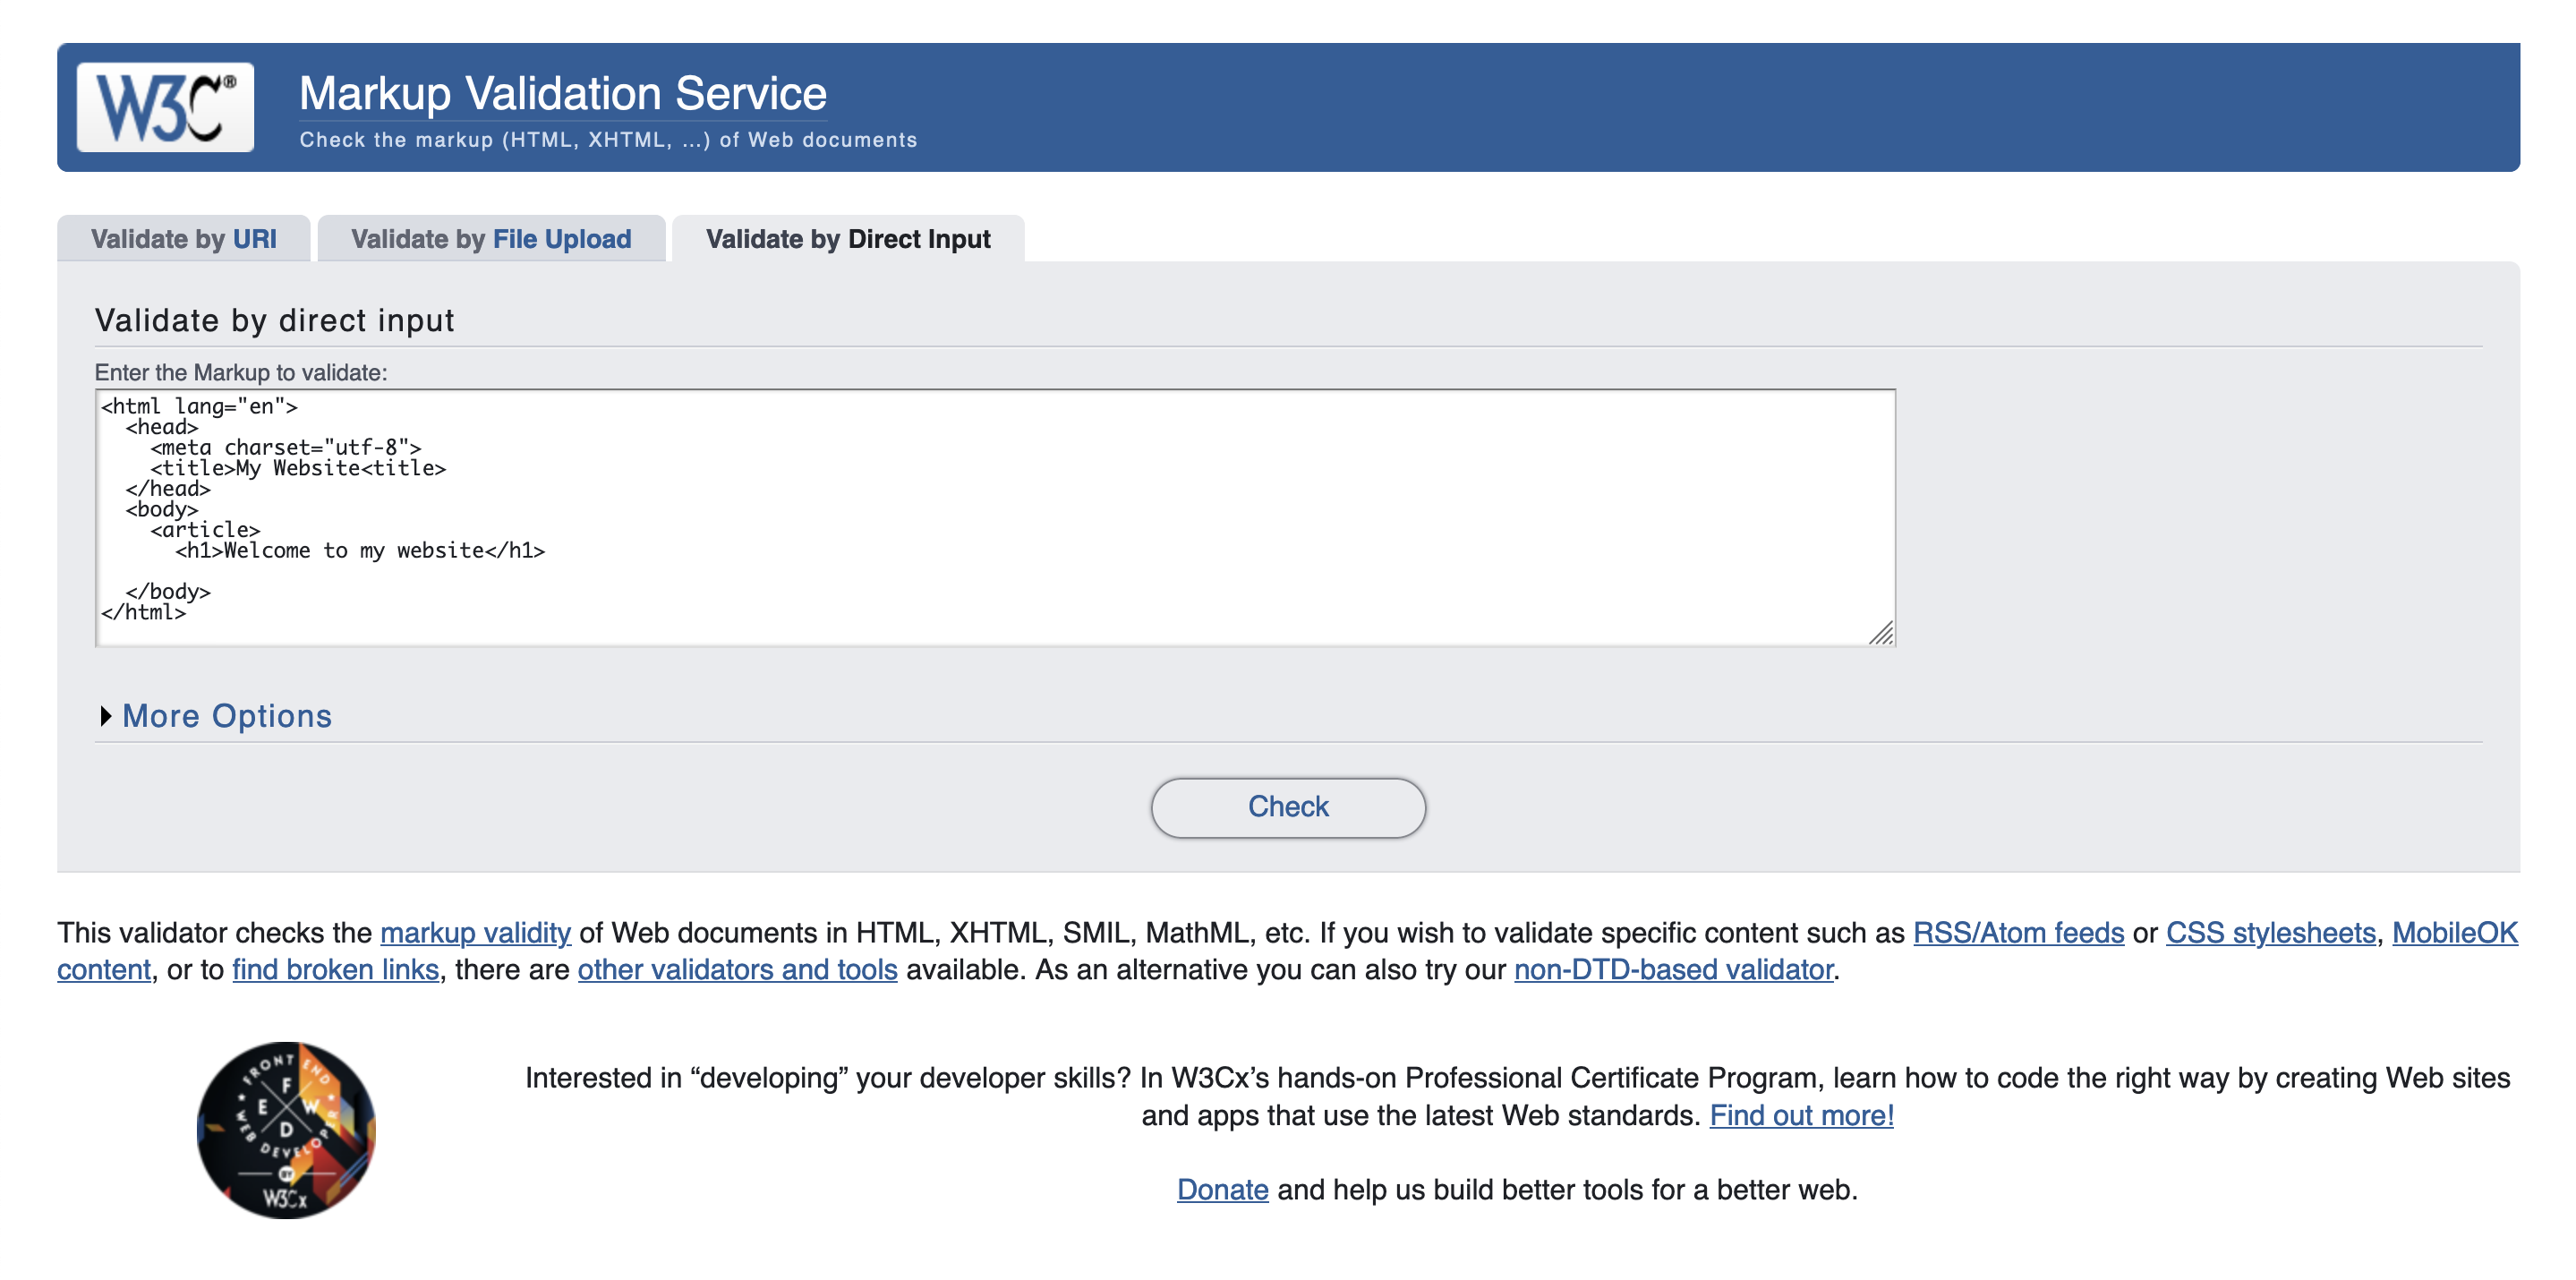 W3C®
Markup Validation Service
Check the markup (HTML, XHTML, ...) of Web documents
Validate by URI
Validate by File Upload
Validate by Direct Input
Validate by direct input
Enter the Markup to validate:
<html lang="en">
  <head>
    <meta charset="utf-8">
    <title>My Website<title>
  </head>
  <body>
    <article>
      <h1>Welcome to my website</h1>

  </body>
</html>
More Options
Check
This validator checks the markup validity of Web documents in HTML, XHTML, SMIL, MathML, etc. If you wish to validate specific content such as RSS/Atom feeds or CSS stylesheets, MobileOK
content, or to find broken links, there are other validators and tools available. As an alternative you can also try our non-DTD-based validator.
FRONT END
F
E W
D
WEB DEVELOPER
BY
W3Cx
Interested in “developing” your developer skills? In W3Cx’s hands-on Professional Certificate Program, learn how to code the right way by creating Web sites
and apps that use the latest Web standards. Find out more!
Donate and help us build better tools for a better web.